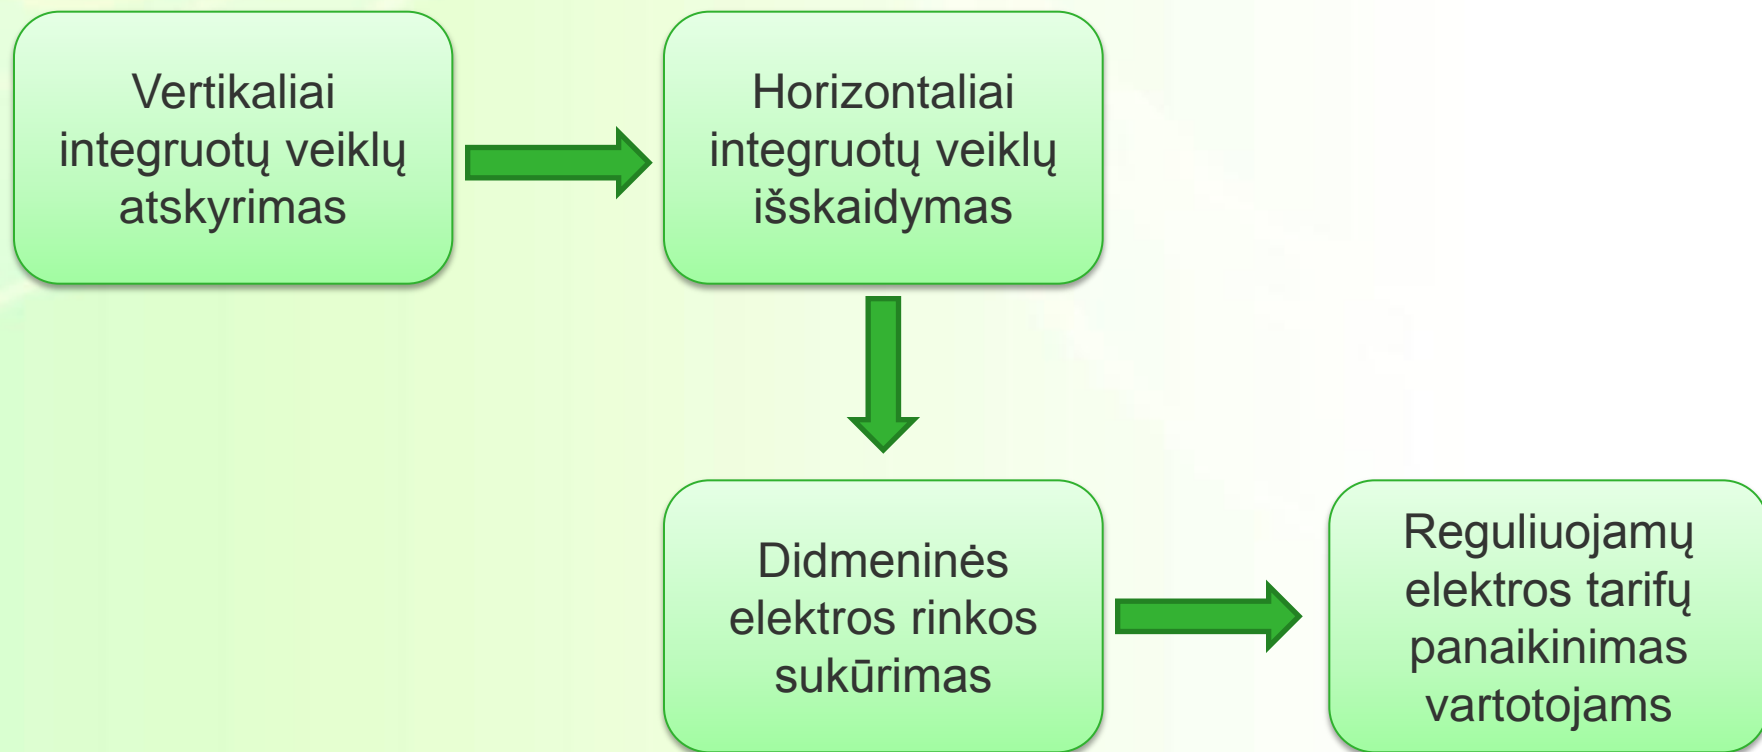 Vertikaliai
integruotų veiklų
atskyrimas
Horizontaliai
integruotų veiklų
išskaidymas
Didmeninės
elektros rinkos
sukūrimas
Reguliuojamų
elektros tarifų
panaikinimas
vartotojams